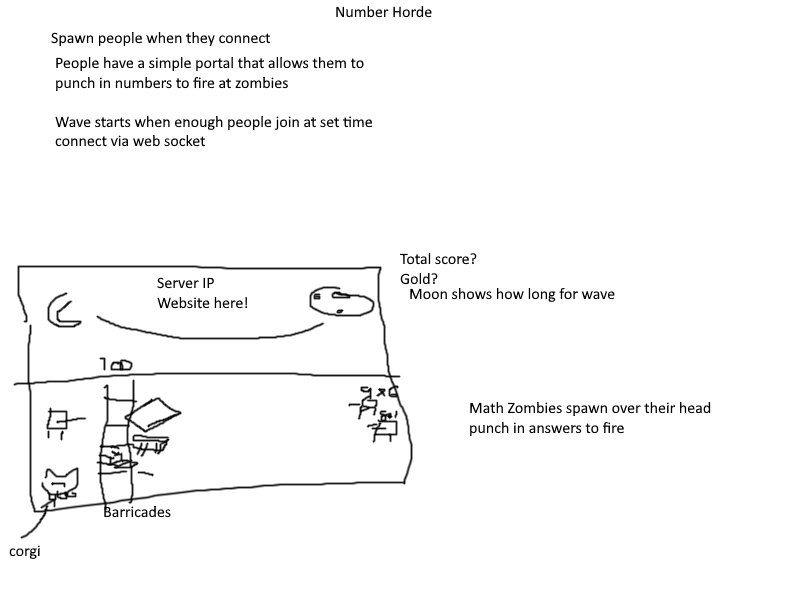 Number Horde
Spawn people when they connect
People have a simple portal that allows them to
punch in numbers to fire at zombies
Wave starts when enough people join at set time
connect via web socket
Total score?
Gold?
Moon shows how long for wave
Server IP
Website here!
100
9x6
Math Zombies spawn over their head
punch in answers to fire
Barricades
corgi